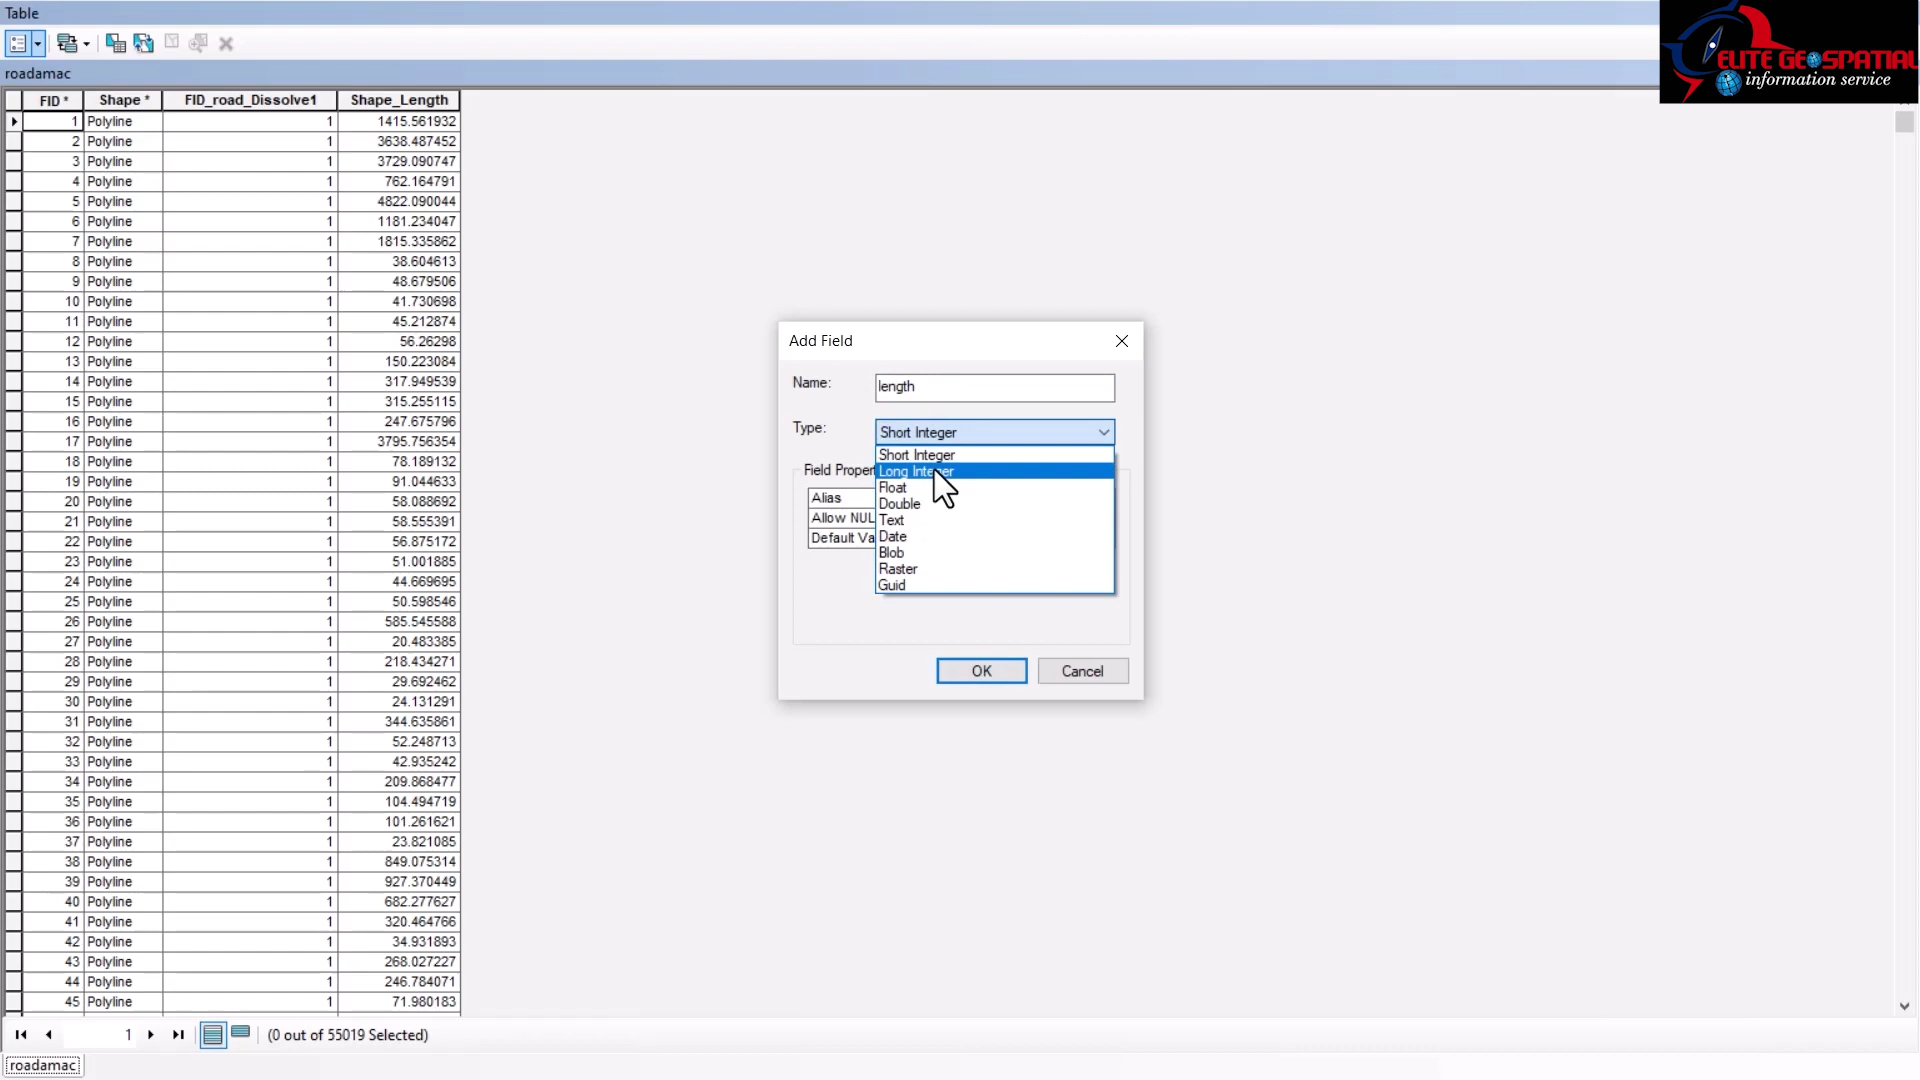 Table
ELITE GEOSPATIAL
information service
roadamac
FID * Shape * FID_road_Dissolve1 Shape_Length
1 Polyline 1 1415.561932
2 Polyline 1 3638.487452
3 Polyline 1 3729.090747
4 Polyline 1 762.164791
5 Polyline 1 4822.090044
6 Polyline 1 1181.234047
7 Polyline 1 1815.335862
8 Polyline 1 38.604613
9 Polyline 1 48.679506
10 Polyline 1 41.730698
11 Polyline 1 45.212874
12 Polyline 1 56.26298
13 Polyline 1 150.223084
14 Polyline 1 317.949539
15 Polyline 1 315.255115
16 Polyline 1 247.675796
17 Polyline 1 3795.756354
18 Polyline 1 78.189132
19 Polyline 1 91.044633
20 Polyline 1 58.088692
21 Polyline 1 58.555391
22 Polyline 1 56.875172
23 Polyline 1 51.001885
24 Polyline 1 44.669695
25 Polyline 1 50.598546
26 Polyline 1 585.545588
27 Polyline 1 20.483385
28 Polyline 1 218.434271
29 Polyline 1 29.692462
30 Polyline 1 24.131291
31 Polyline 1 344.635861
32 Polyline 1 52.248713
33 Polyline 1 42.935242
34 Polyline 1 209.868477
35 Polyline 1 104.494719
36 Polyline 1 101.261621
37 Polyline 1 23.821085
38 Polyline 1 849.075314
39 Polyline 1 927.370449
40 Polyline 1 682.277627
41 Polyline 1 320.464766
42 Polyline 1 34.931893
43 Polyline 1 268.027227
44 Polyline 1 246.784071
45 Polyline 1 71.980183
Add Field
Name: length
Type: Short Integer
Short Integer
Field Proper Long Integer
Float
Alias Double
Allow NUL Text
Default Va Date
Blob
Raster
Guid
OK Cancel
1 (0 out of 55019 Selected)
roadamac